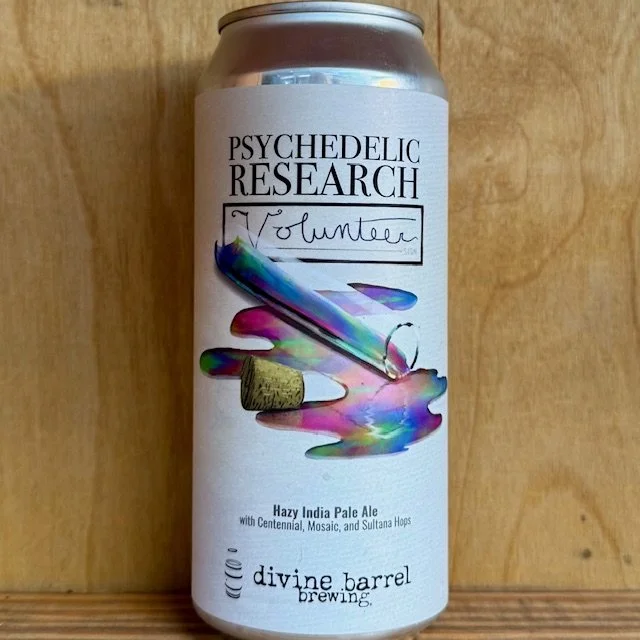 PSYCHEDELIC
RESEARCH
Volunteer
Hazy India Pale Ale
with Centennial, Mosaic, and Sultana Hops
divine barrel
brewing